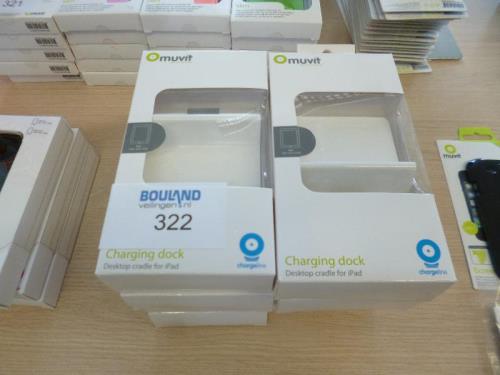 321
muvit
muvit
BOULAND
veilingen.nl
322
Charging dock
Desktop cradle for iPad
chargeline
Charging dock
Desktop cradle for iPad
chargeline
muvit